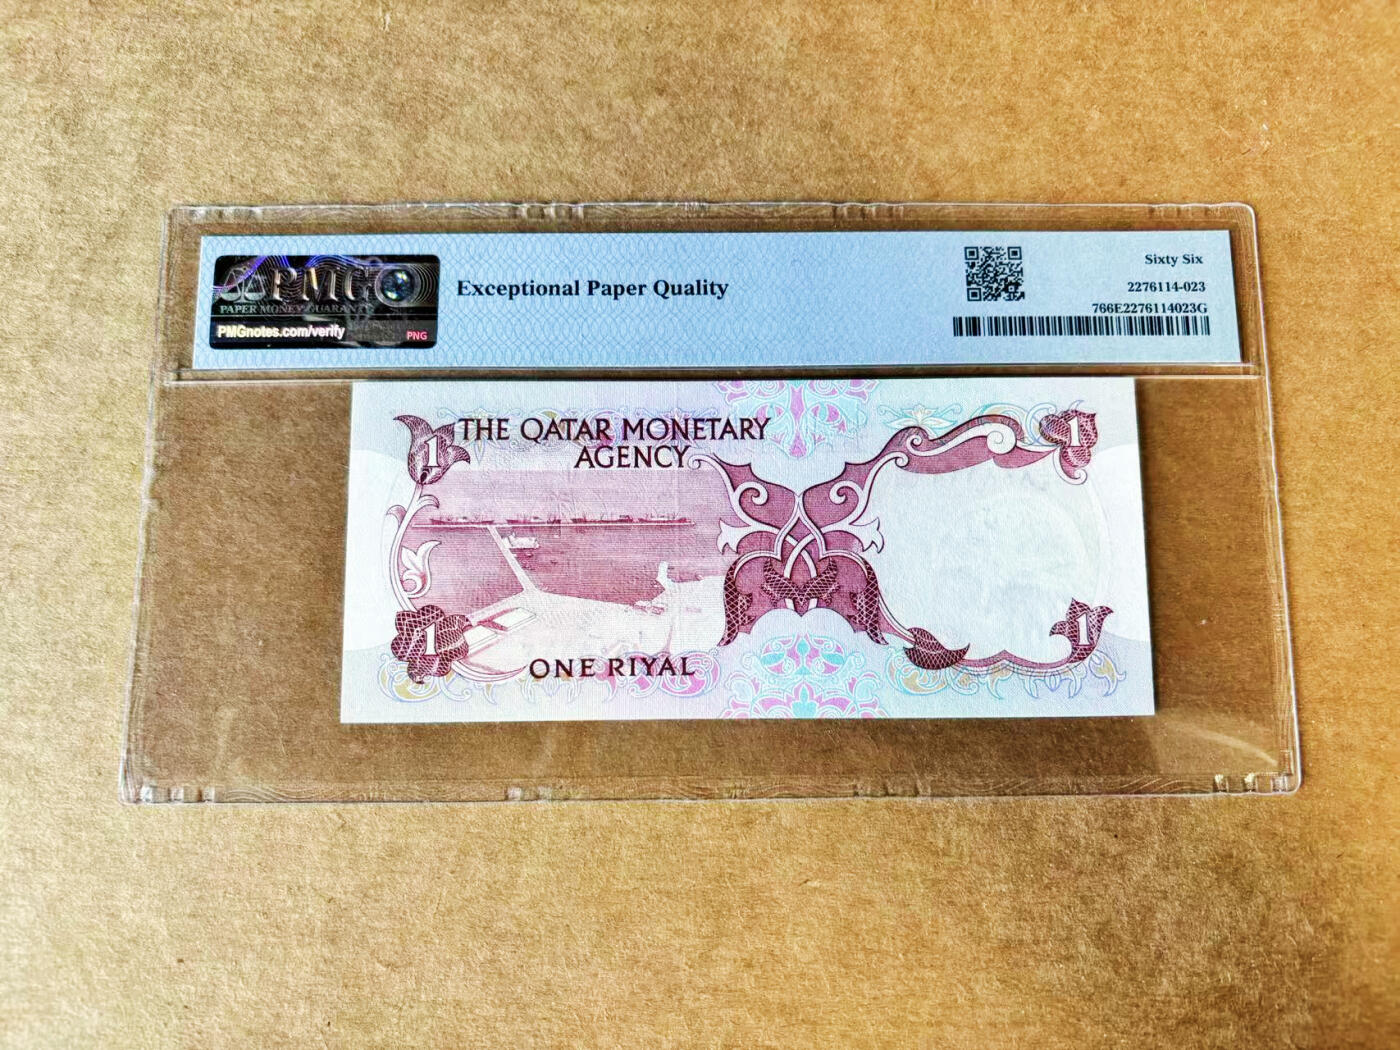 PMG
PAPER MONEY GUARANTY
PMGnotes.com/verify
PNG
Exceptional Paper Quality
Sixty Six
2276114-023
766E2276114023G
1
THE QATAR MONETARY
AGENCY
1
1
ONE RIYAL
1